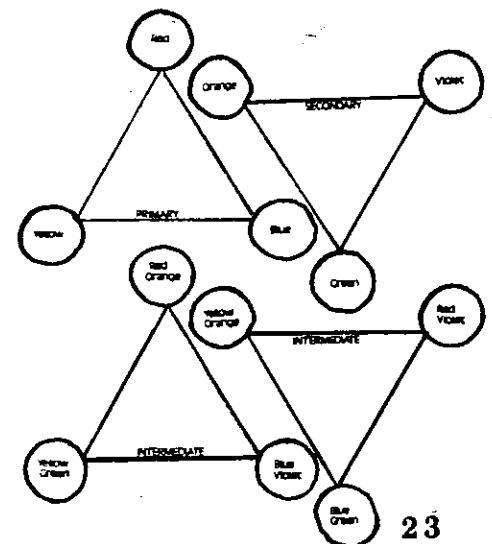 Red
Orange
Violet
SECONDARY
PRIMARY
Yellow
Blue
Green
Red
Orange
Yellow
Orange
Red
Violet
INTERMEDIATE
INTERMEDIATE
Yellow
Green
Blue
Violet
Blue
Green
23